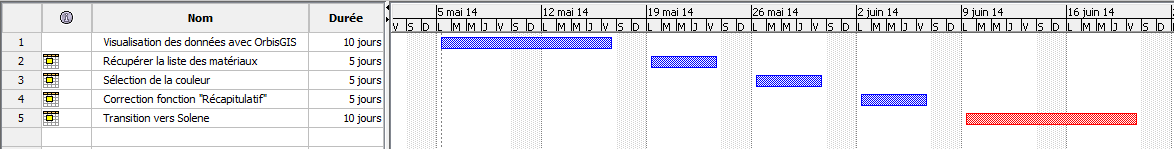 Nom Durée 5 mai 14 12 mai 14 19 mai 14 26 mai 14 2 juin 14 9 juin 14 16 juin 14
V S D L M M J V S D L M M J V S D L M M J V S D L M M J V S D L M M J V S D L M M J V S D L M M J V S D
1 Visualisation des données avec OrbisGIS 10 jours
2 Récupérer la liste des matériaux 5 jours
3 Sélection de la couleur 5 jours
4 Correction fonction "Récapitulatif" 5 jours
5 Transition vers Solene 10 jours